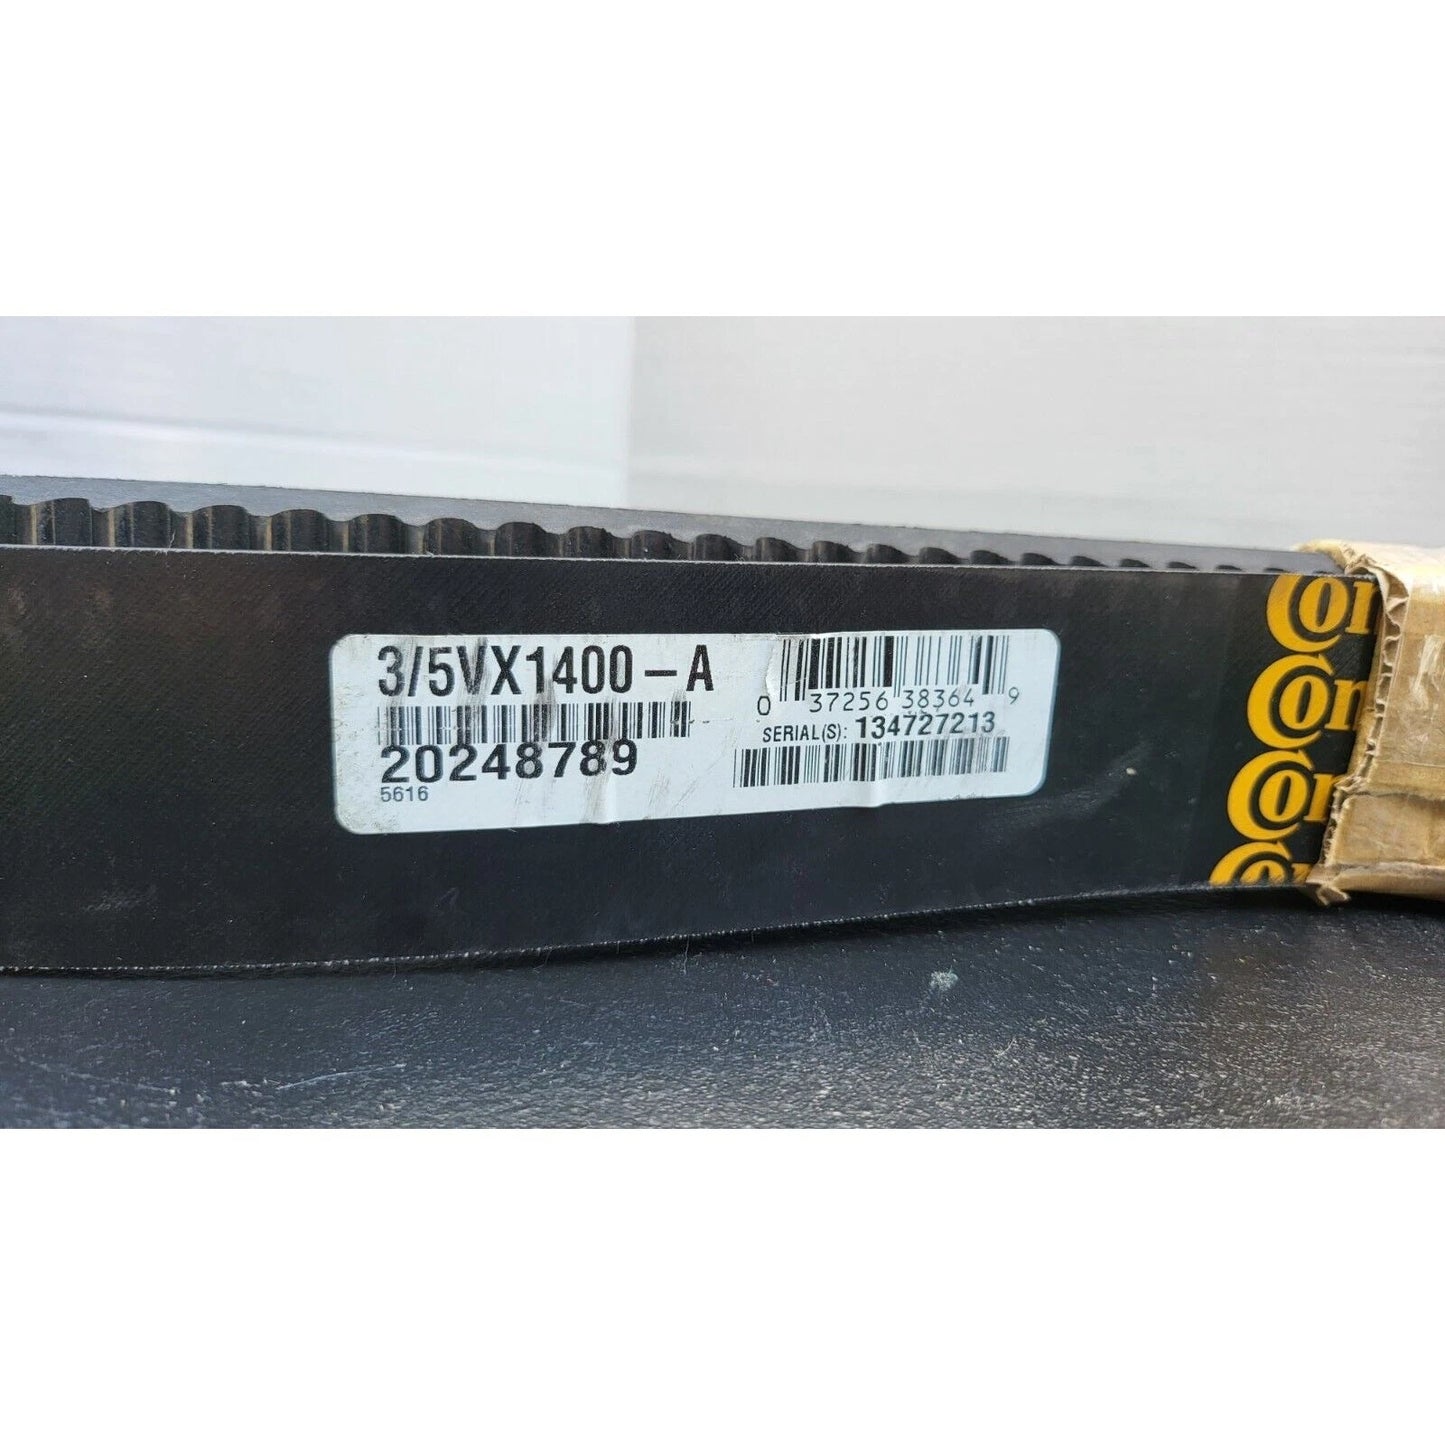 3/5VX1400-A
20248789
5616
0 37256 38364 9
SERIAL(S): 134727213